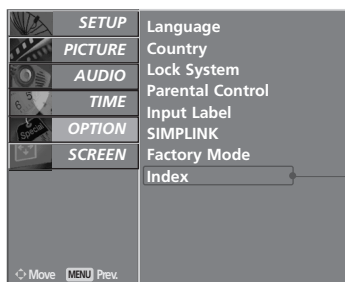 SETUP
PICTURE
AUDIO
TIME
OPTION
SCREEN
Language
Country
Lock System
Parental Control
Input Label
SIMPLINK
Factory Mode
Index
Move MENU Prev.
Special